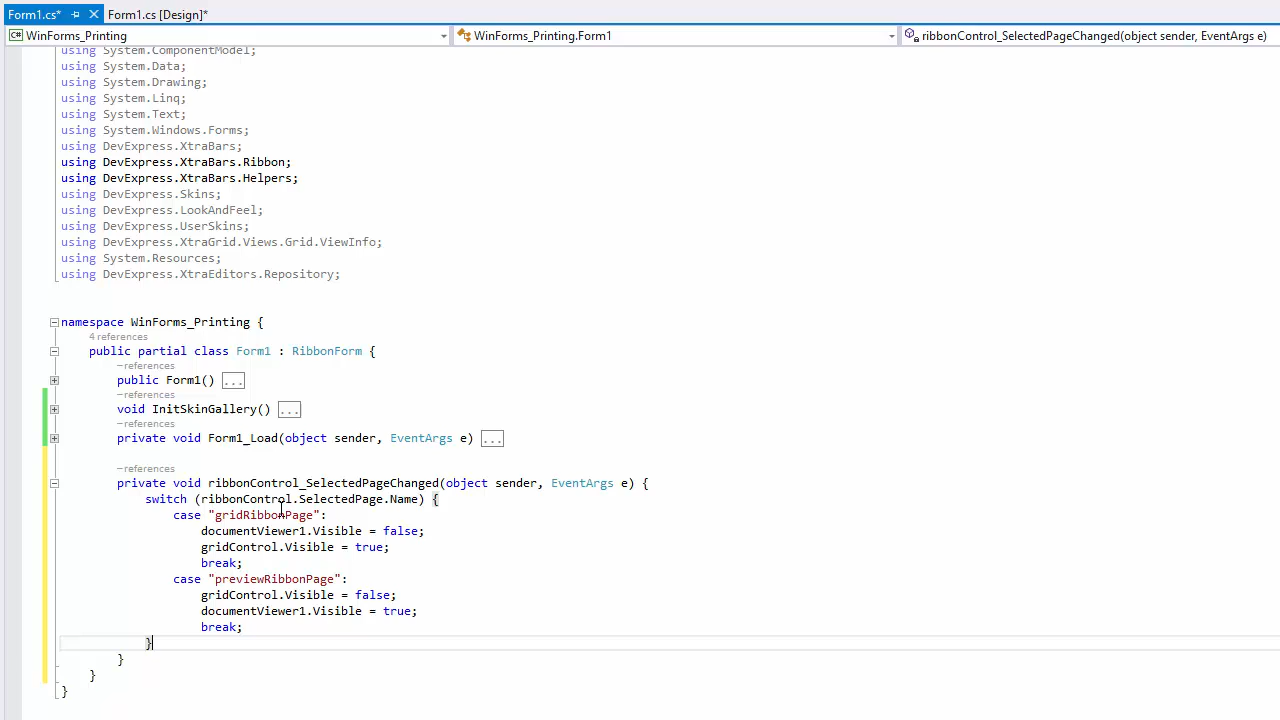 Form1.cs* Form1.cs [Design]*
WinForms_Printing WinForms_Printing.Form1 ribbonControl_SelectedPageChanged(object sender, EventArgs e)
using System.ComponentModel;
using System.Data;
using System.Drawing;
using System.Linq;
using System.Text;
using System.Windows.Forms;
using DevExpress.XtraBars;
using DevExpress.XtraBars.Ribbon;
using DevExpress.XtraBars.Helpers;
using DevExpress.Skins;
using DevExpress.LookAndFeel;
using DevExpress.UserSkins;
using DevExpress.XtraGrid.Views.Grid.ViewInfo;
using System.Resources;
using DevExpress.XtraEditors.Repository;
namespace WinForms_Printing {
4 references
public partial class Form1 : RibbonForm {
–references
public Form1() ...
–references
void InitSkinGallery() ...
–references
private void Form1_Load(object sender, EventArgs e) ...
–references
private void ribbonControl_SelectedPageChanged(object sender, EventArgs e) {
switch (ribbonControl.SelectedPage.Name) {
case "gridRibbonPage":
documentViewer1.Visible = false;
gridControl.Visible = true;
break;
case "previewRibbonPage":
gridControl.Visible = false;
documentViewer1.Visible = true;
break;
}
}
}
}